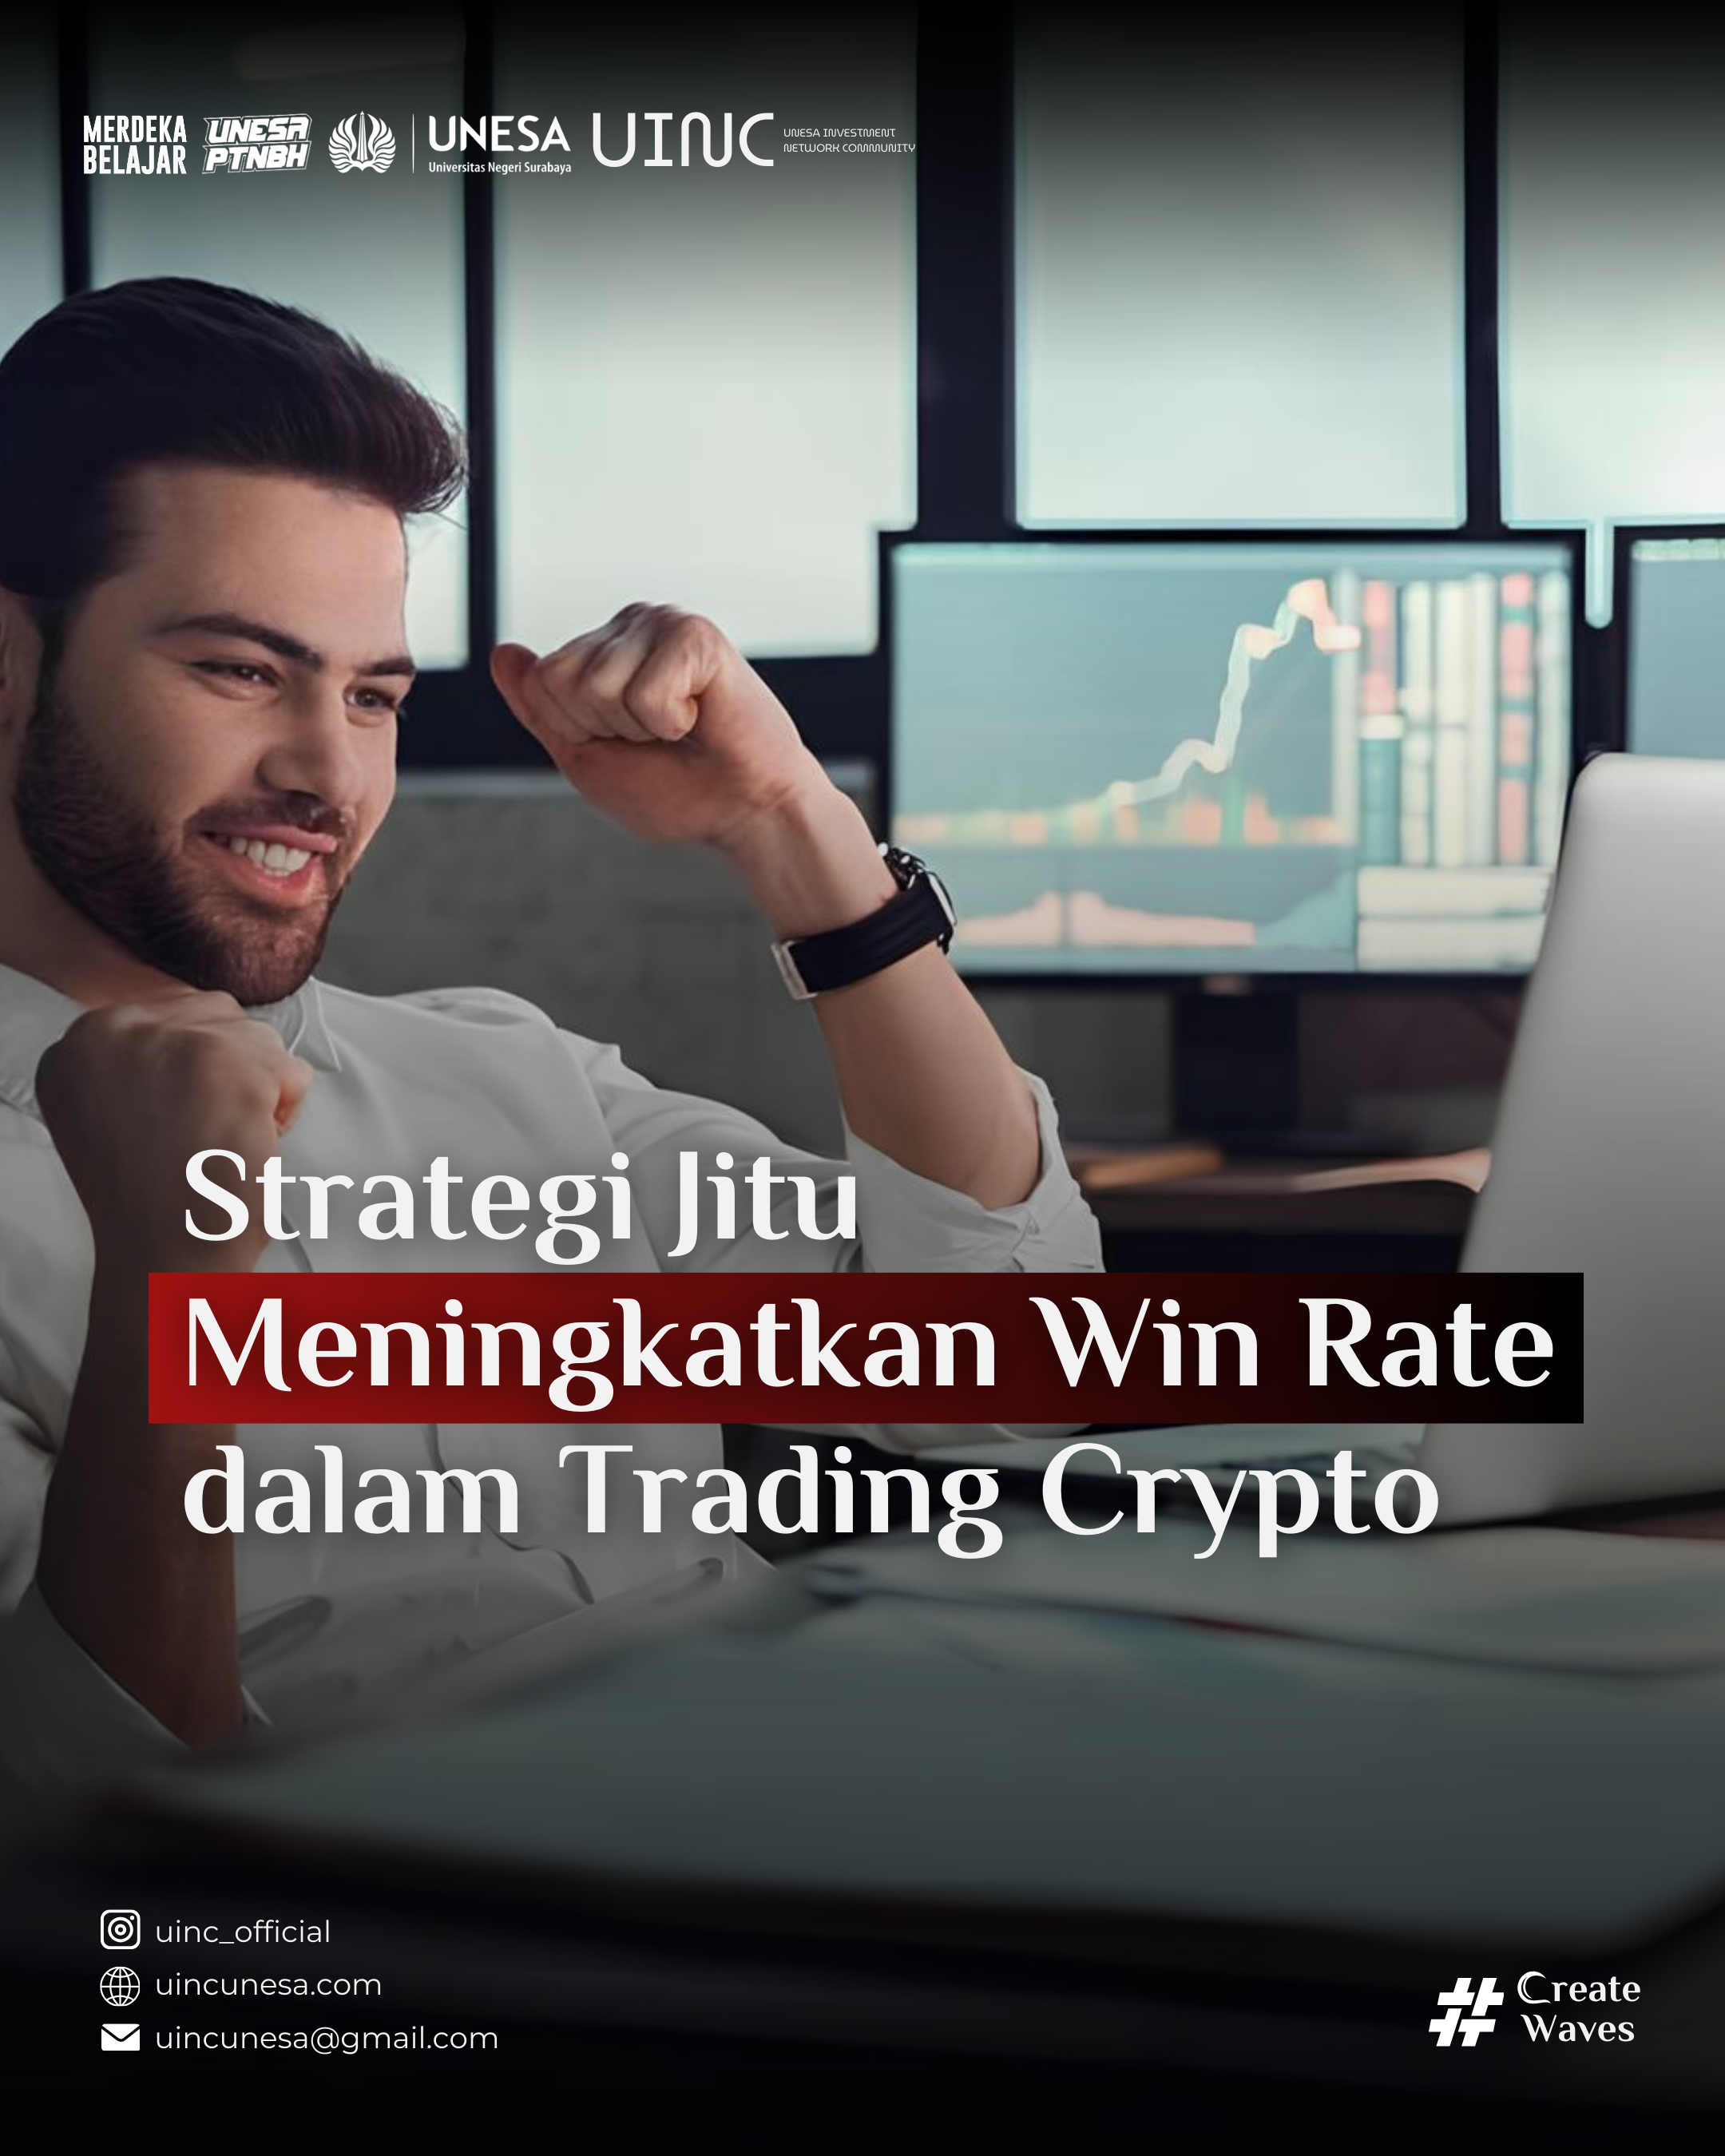 MERDEKA
BELAJAR
UNESA
PTNBH
UNESA
Universitas Negeri Surabaya
UINC
UNESA INVESTMENT
NETWORK COMMUNITY
Strategi Jitu
Meningkatkan Win Rate
dalam Trading Crypto
uinc_official
uincunesa.com
uincunesa@gmail.com
# Create
Waves